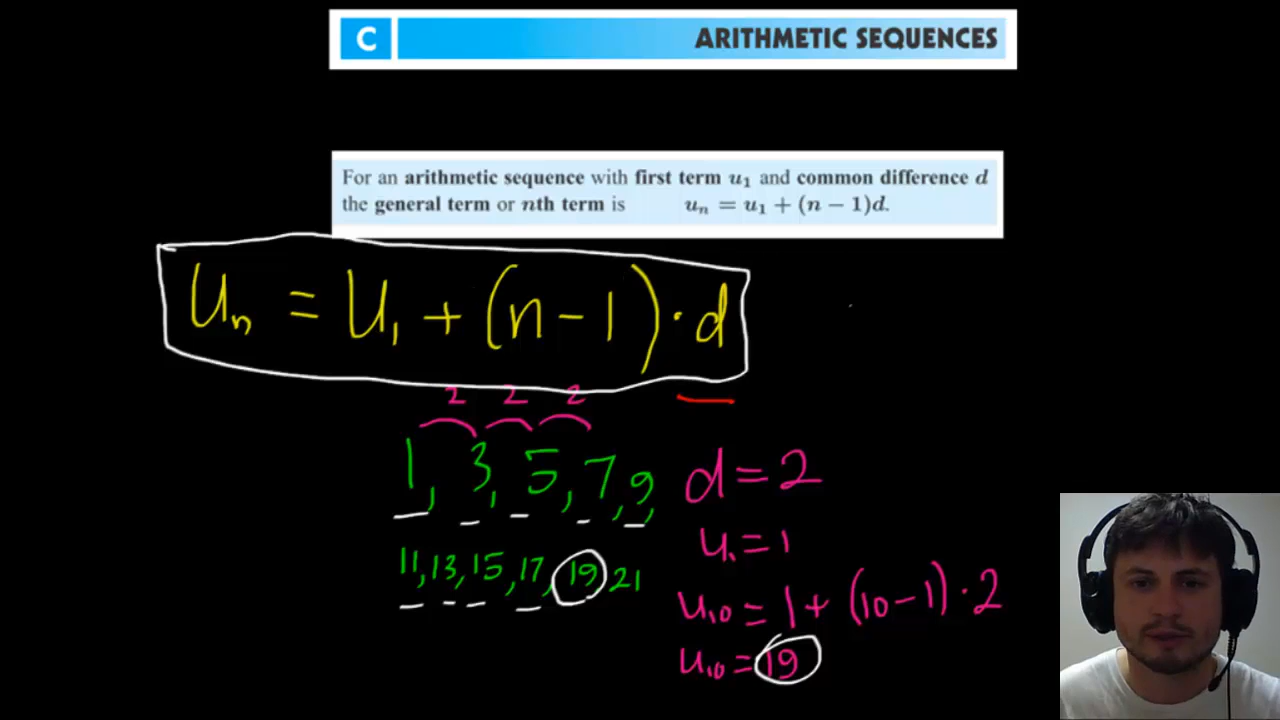 C ARITHMETIC SEQUENCES
For an arithmetic sequence with first term u₁ and common difference d
the general term or nth term is uₙ = u₁ + (n − 1)d.
Uₙ = U₁ + (n − 1) · d
2 2 2
1, 3, 5, 7, 9, d = 2
u₁ = 1
11, 13, 15, 17, 19 21
u₁₀ = 1 + (10 − 1) · 2
u₁₀ = 19